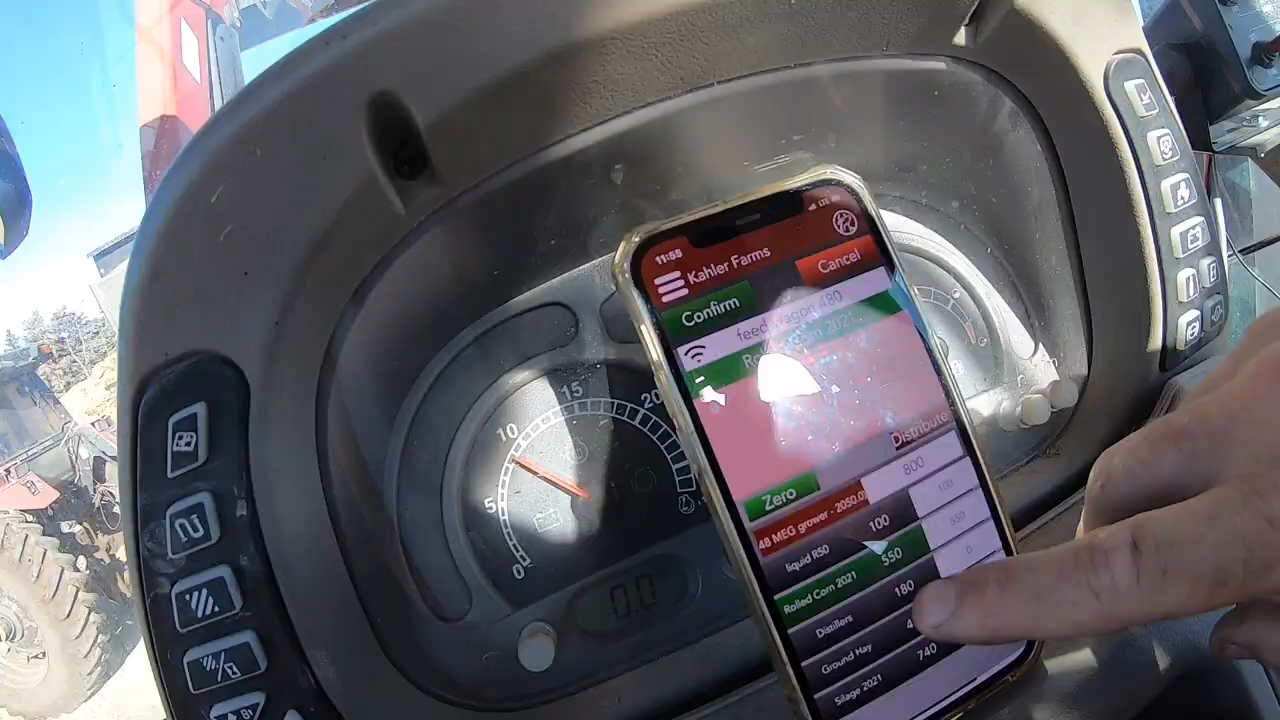 11:55
LTE
Kahler Farms
Cancel
Confirm
feed wagon 480
Distribute
Zero
800
48 MEG grower - 2050.0
liquid R50 100 100
Rolled Corn 2021 550 550
Distillers 180 0
Ground Hay
Silage 2021 740
0 5 10 15 20
0.0